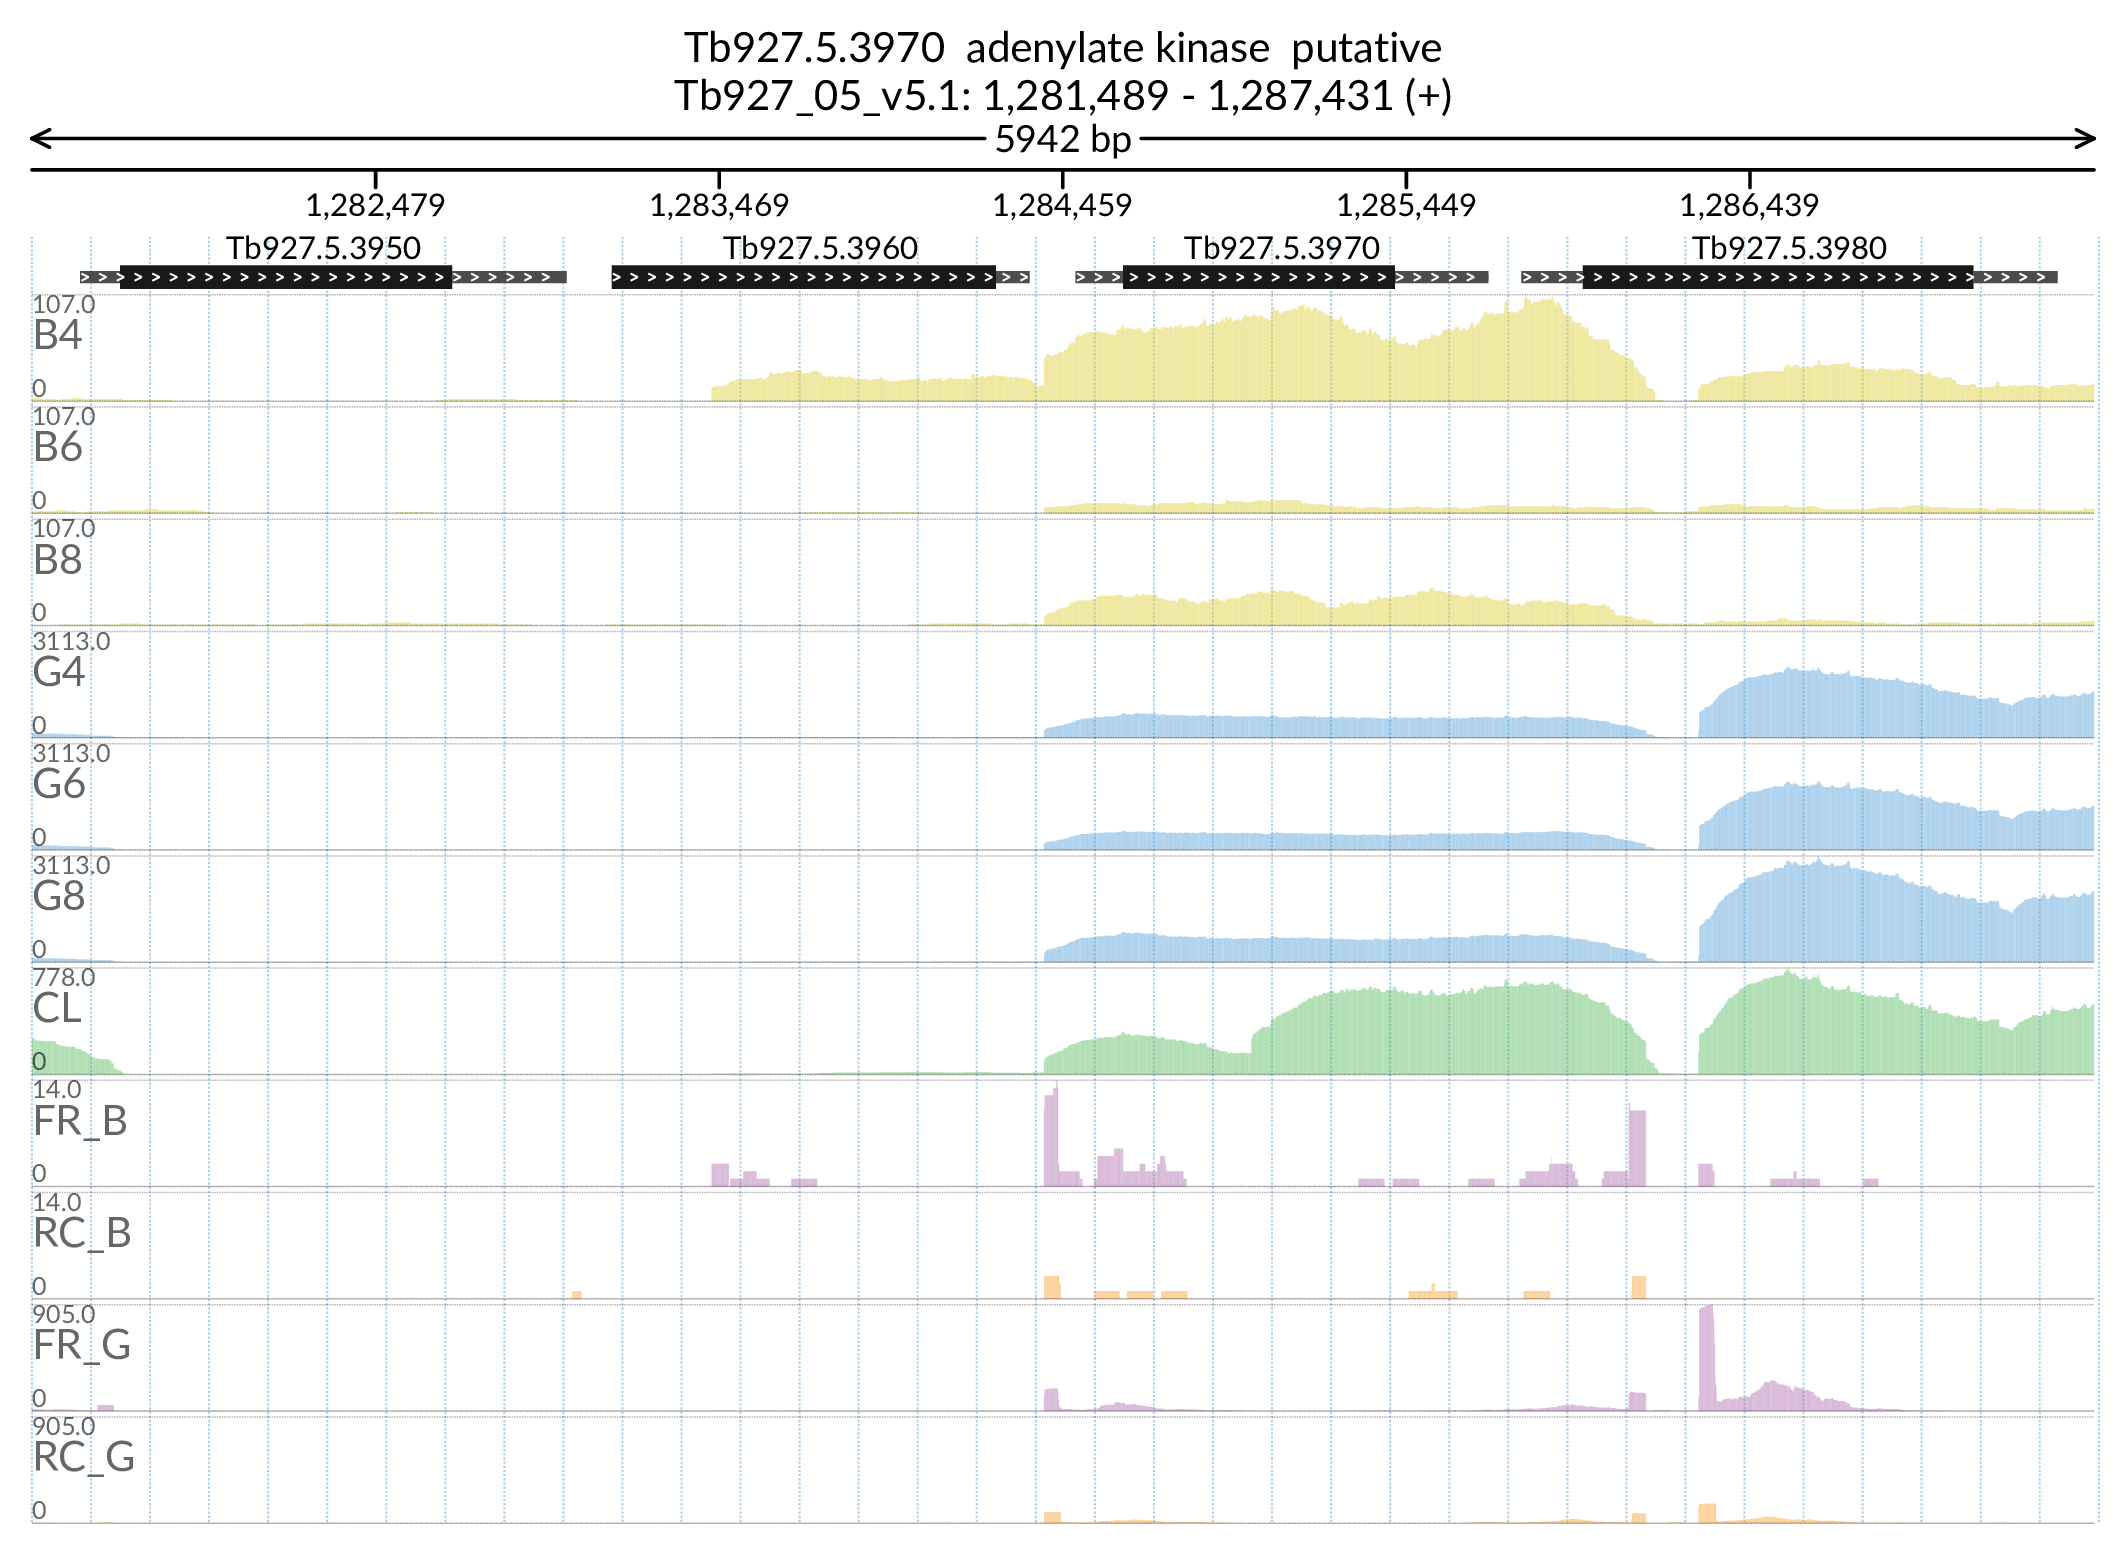 Tb927.5.3970  adenylate kinase  putative
Tb927_05_v5.1: 1,281,489 - 1,287,431 (+)
5942 bp
1,282,479 1,283,469 1,284,459 1,285,449 1,286,439
Tb927.5.3950 Tb927.5.3960 Tb927.5.3970 Tb927.5.3980
107.0
B4
0
107.0
B6
0
107.0
B8
0
3113.0
G4
0
3113.0
G6
0
3113.0
G8
0
778.0
CL
0
14.0
FR_B
0
14.0
RC_B
0
905.0
FR_G
0
905.0
RC_G
0